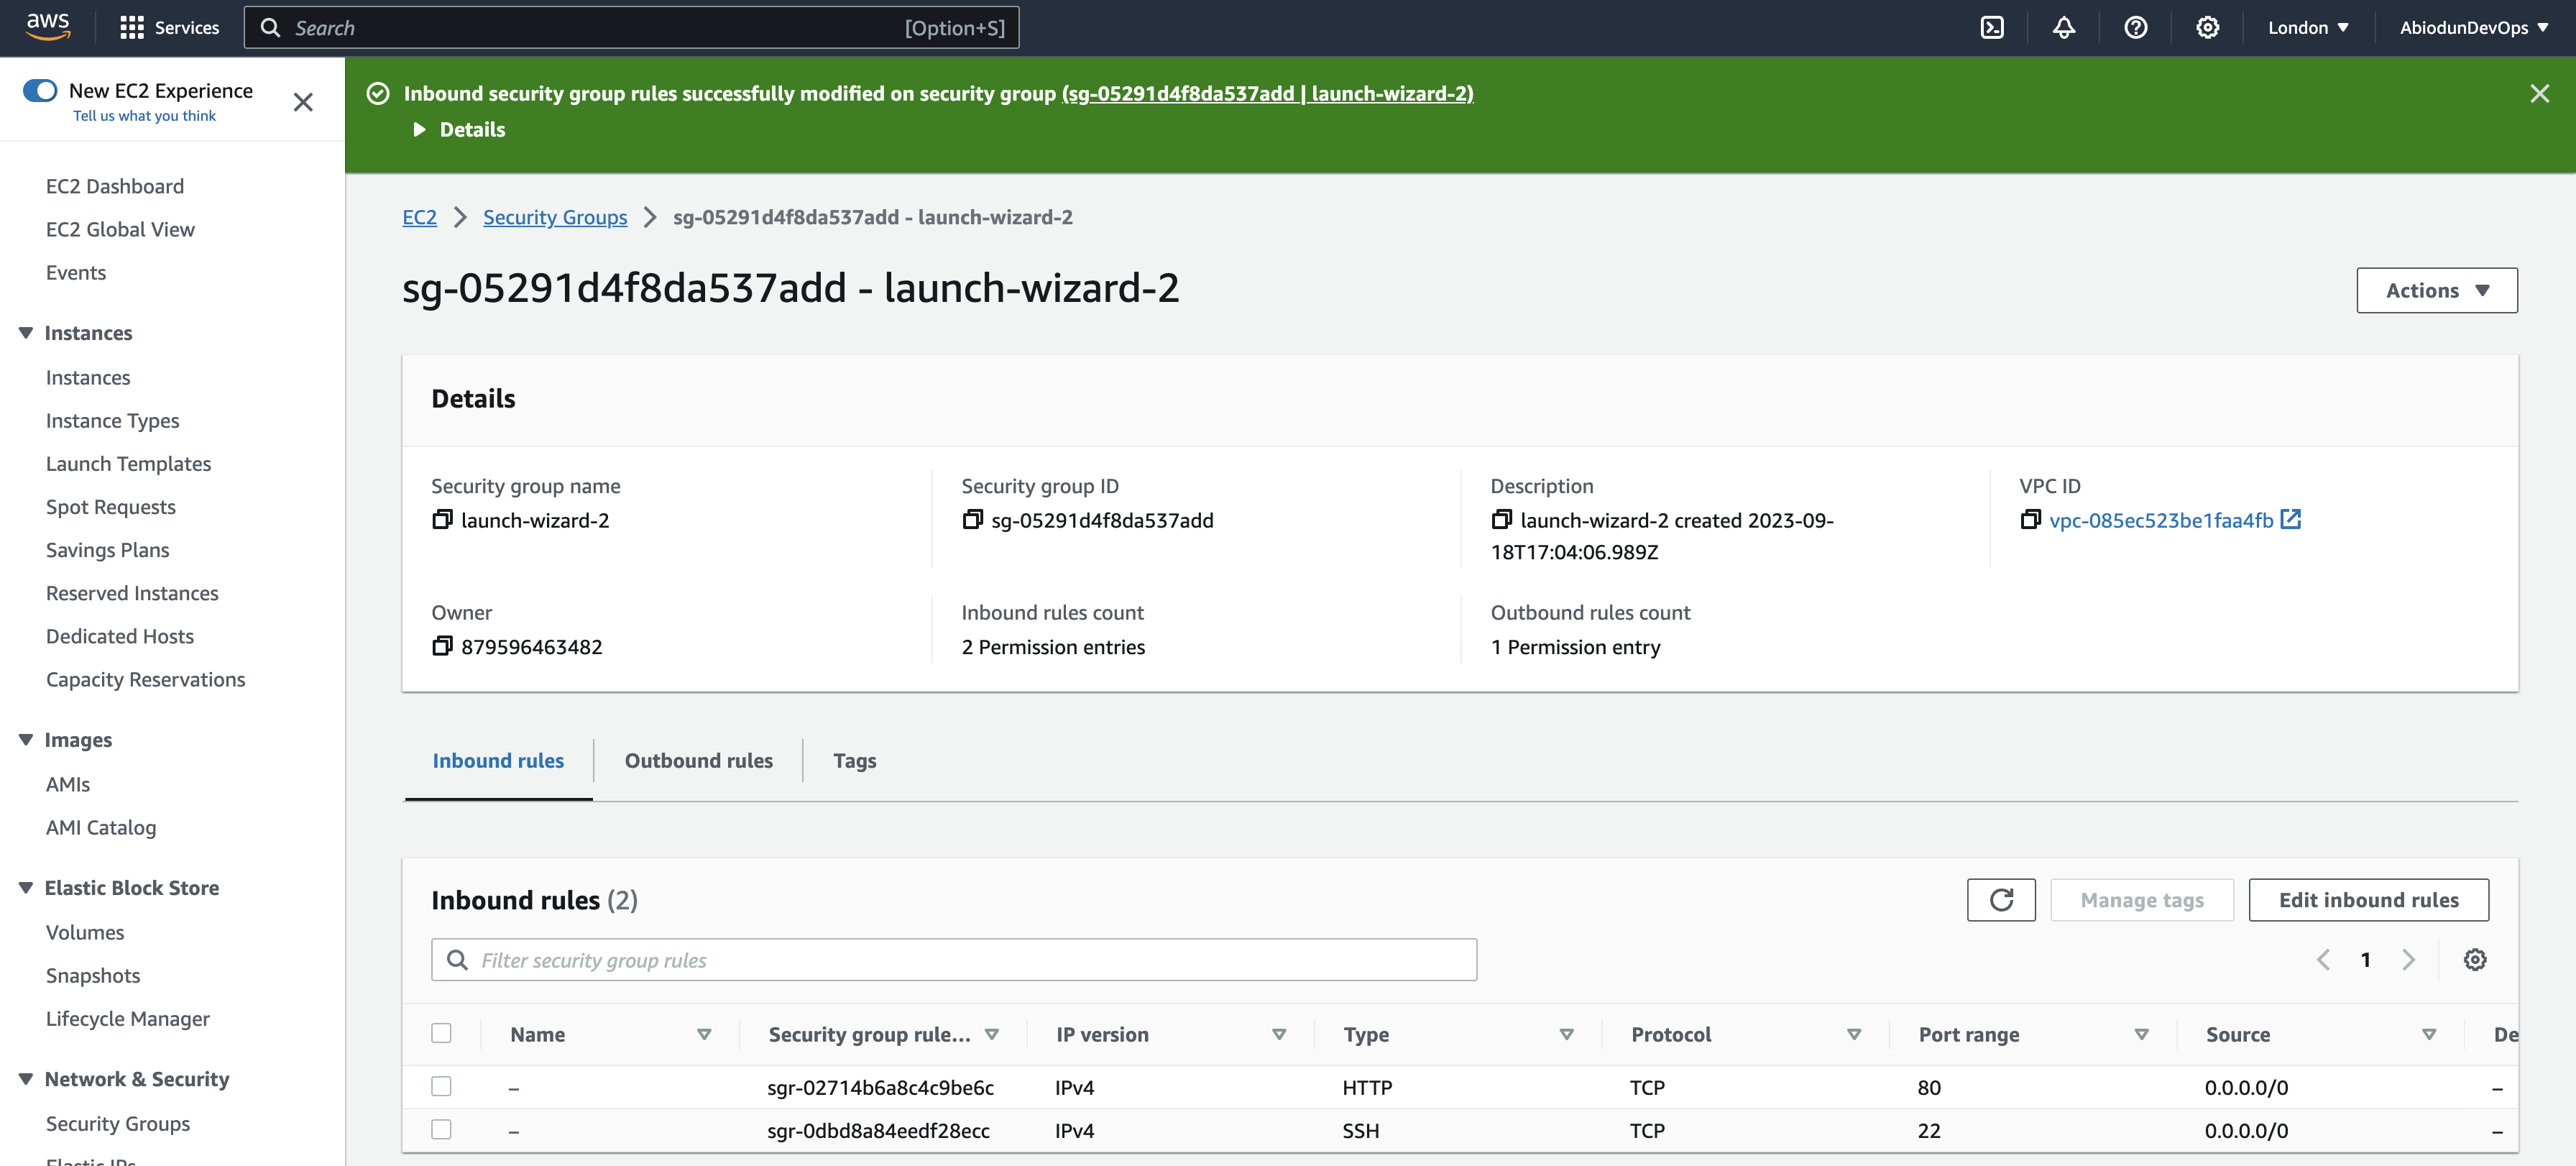 aws
Services
Search
[Option+S]
London
AbiodunDevOps
New EC2 Experience
Tell us what you think
EC2 Dashboard
EC2 Global View
Events
Instances
Instances
Instance Types
Launch Templates
Spot Requests
Savings Plans
Reserved Instances
Dedicated Hosts
Capacity Reservations
Images
AMIs
AMI Catalog
Elastic Block Store
Volumes
Snapshots
Lifecycle Manager
Network & Security
Security Groups
Elastic IPs
Inbound security group rules successfully modified on security group (sg-05291d4f8da537add | launch-wizard-2)
Details
EC2 > Security Groups > sg-05291d4f8da537add - launch-wizard-2
sg-05291d4f8da537add - launch-wizard-2
Actions
Details
Security group name
launch-wizard-2
Security group ID
sg-05291d4f8da537add
Description
launch-wizard-2 created 2023-09-
18T17:04:06.989Z
VPC ID
vpc-085ec523be1faa4fb
Owner
879596463482
Inbound rules count
2 Permission entries
Outbound rules count
1 Permission entry
Inbound rules
Outbound rules
Tags
Inbound rules (2)
Manage tags
Edit inbound rules
Filter security group rules
1
Name Security group rule... IP version Type Protocol Port range Source De
– sgr-02714b6a8c4c9be6c IPv4 HTTP TCP 80 0.0.0.0/0 –
– sgr-0dbd8a84eedf28ecc IPv4 SSH TCP 22 0.0.0.0/0 –